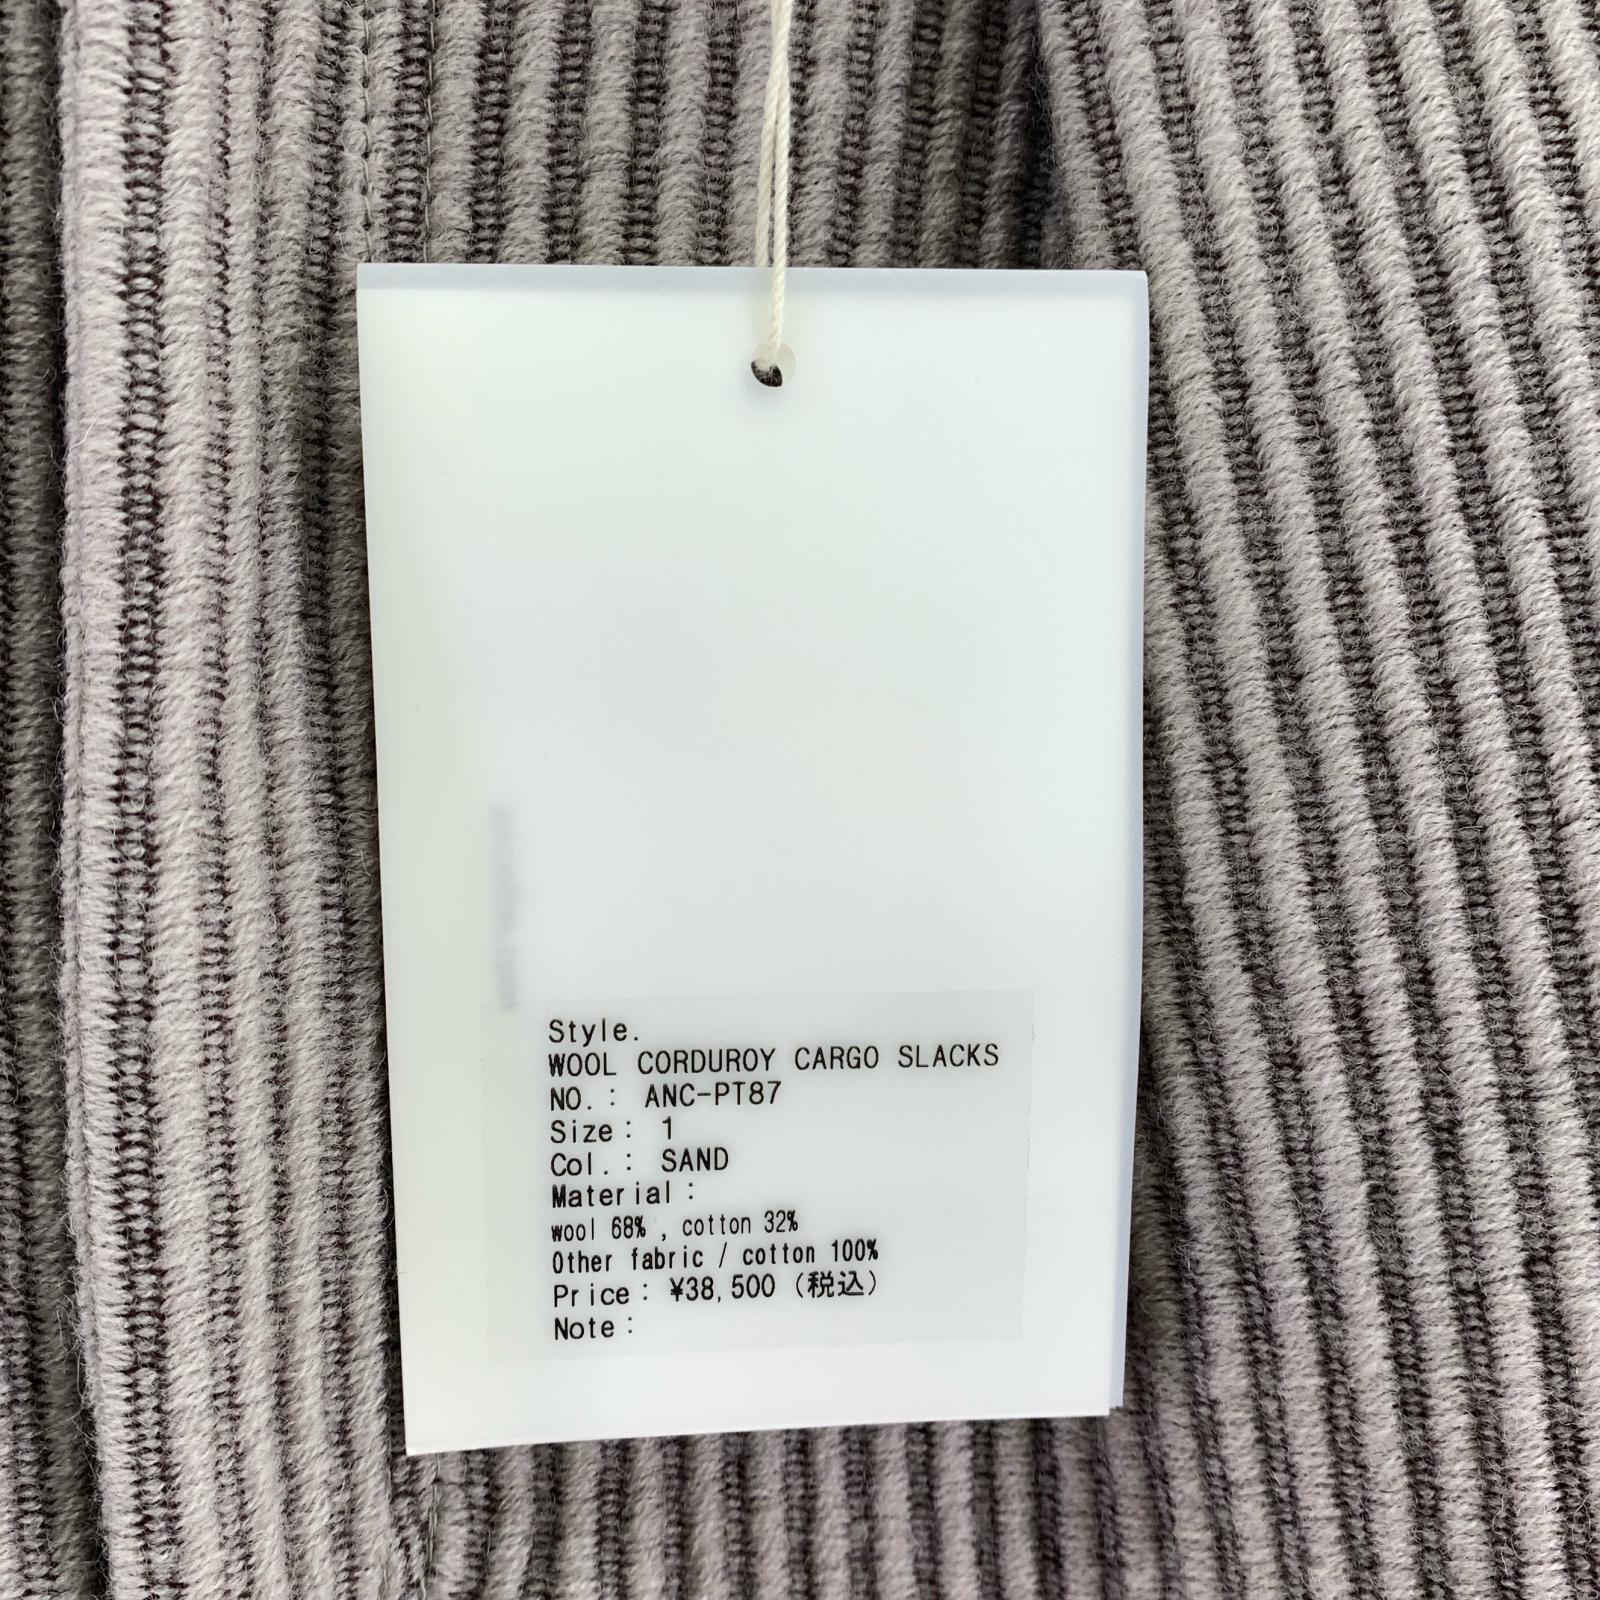 Style.
WOOL CORDUROY CARGO SLACKS
NO.: ANC-PT87
Size: 1
Col.: SAND
Material:
wool 68% , cotton 32%
Other fabric / cotton 100%
Price: ¥38,500 (税込)
Note: